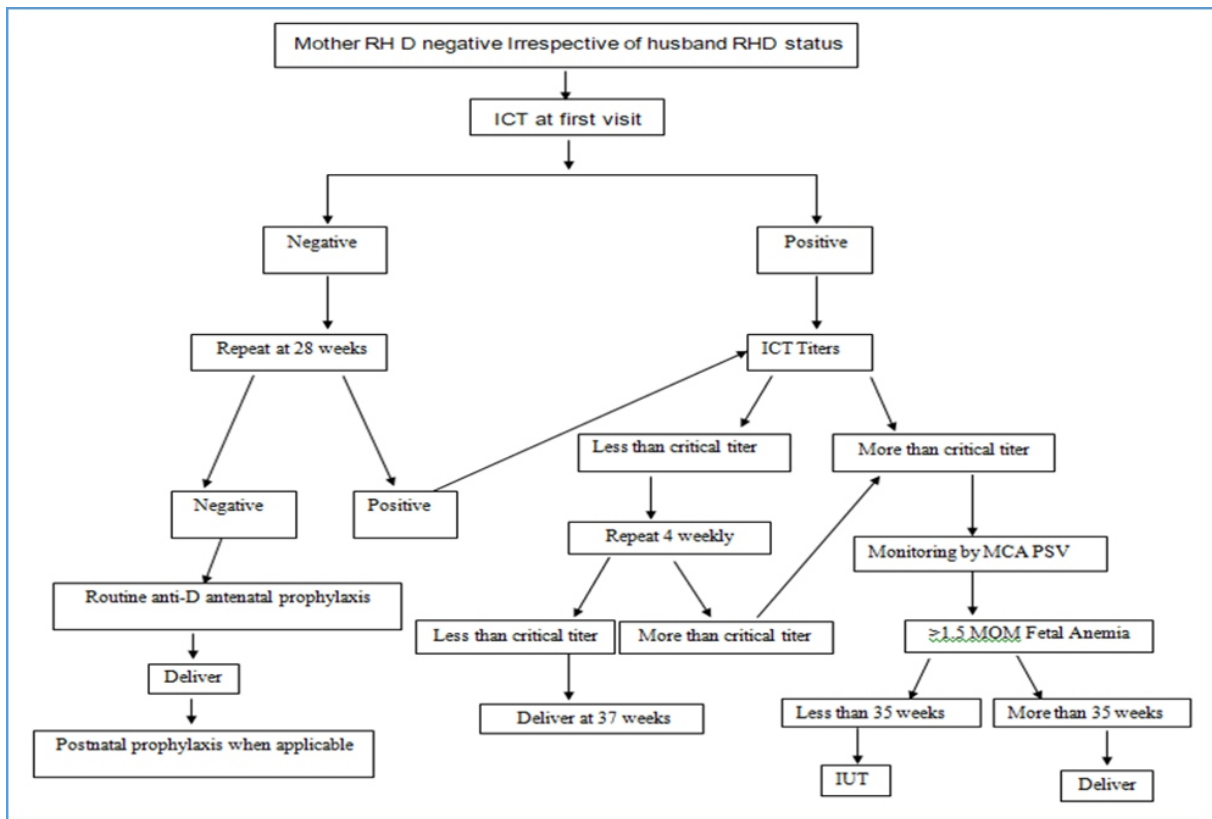 Mother RH D negative Irrespective of husband RHD status
ICT at first visit
Negative
Positive
Repeat at 28 weeks
ICT Titers
Less than critical titer
More than critical titer
Negative
Positive
Repeat 4 weekly
Monitoring by MCA PSV
Routine anti-D antenatal prophylaxis
Less than critical titer
More than critical titer
≥1.5 MOM Fetal Anemia
Deliver
Deliver at 37 weeks
Less than 35 weeks
More than 35 weeks
Postnatal prophylaxis when applicable
IUT
Deliver